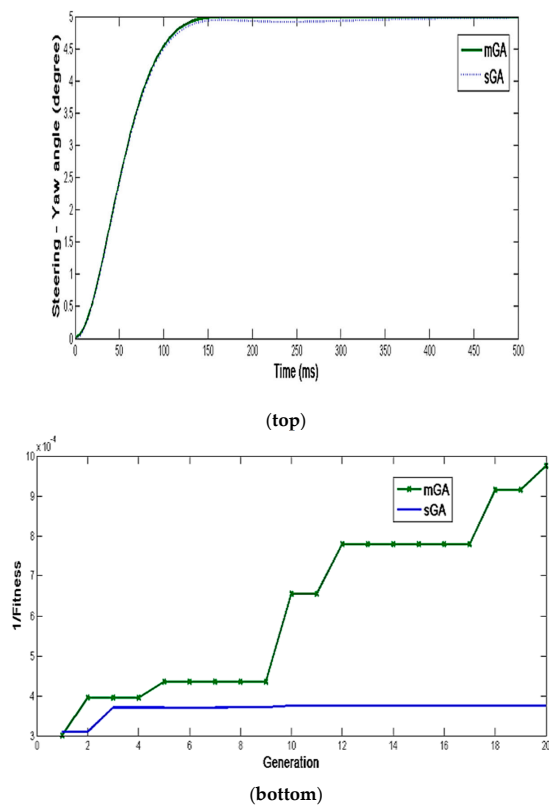 5
4.5
4
3.5
3
2.5
2
1.5
1
0.5
0
Steering - Yaw angle (degree)
mGA
sGA
0 50 100 150 200 250 300 350 400 450 500
Time (ms)
(top)
x 10⁻⁴
10
9
8
7
6
5
4
3
1/Fitness
mGA
sGA
0 2 4 6 8 10 12 14 16 18 20
Generation
(bottom)